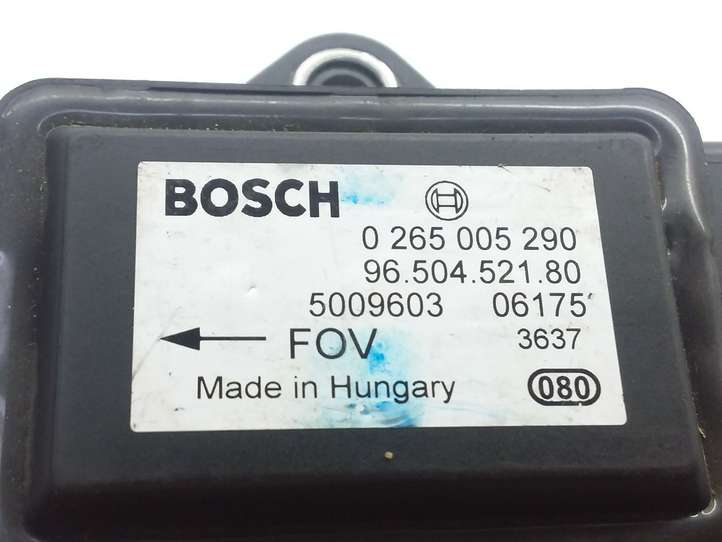 BOSCH
0 265 005 290
96.504.521.80
5009603 06175
FOV 3637
Made in Hungary 080